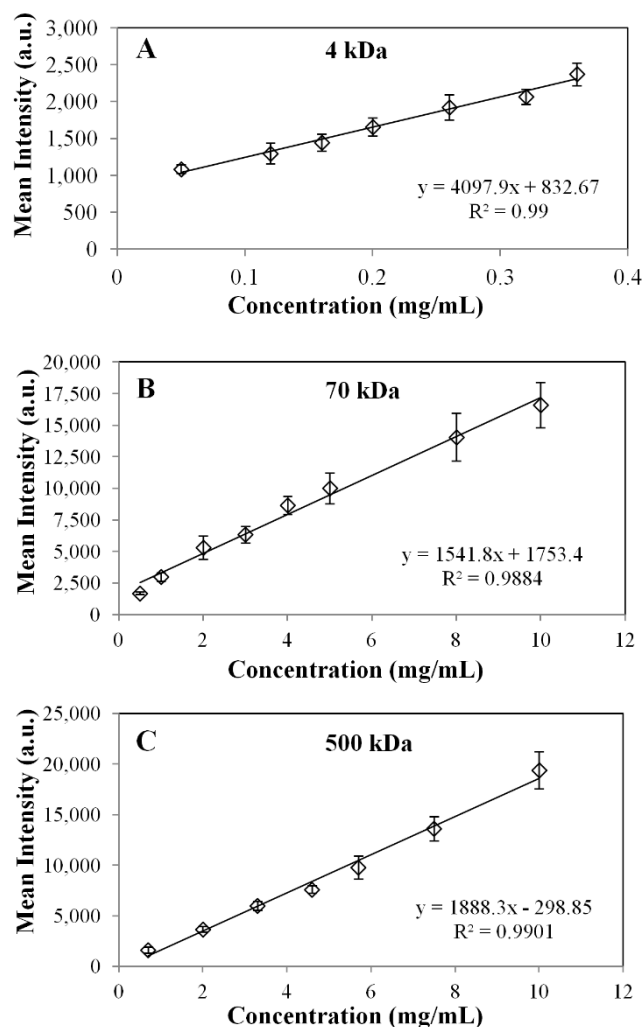 A
4 kDa
3,000
2,500
2,000
1,500
1,000
500
0
Mean Intensity (a.u.)
y = 4097.9x + 832.67
R² = 0.99
0 0.1 0.2 0.3 0.4
Concentration (mg/mL)
B
70 kDa
20,000
17,500
15,000
12,500
10,000
7,500
5,000
2,500
0
Mean Intensity (a.u.)
y = 1541.8x + 1753.4
R² = 0.9884
0 2 4 6 8 10 12
Concentration (mg/mL)
C
500 kDa
25,000
20,000
15,000
10,000
5,000
0
Mean Intensity (a.u.)
y = 1888.3x - 298.85
R² = 0.9901
0 2 4 6 8 10 12
Concentration (mg/mL)